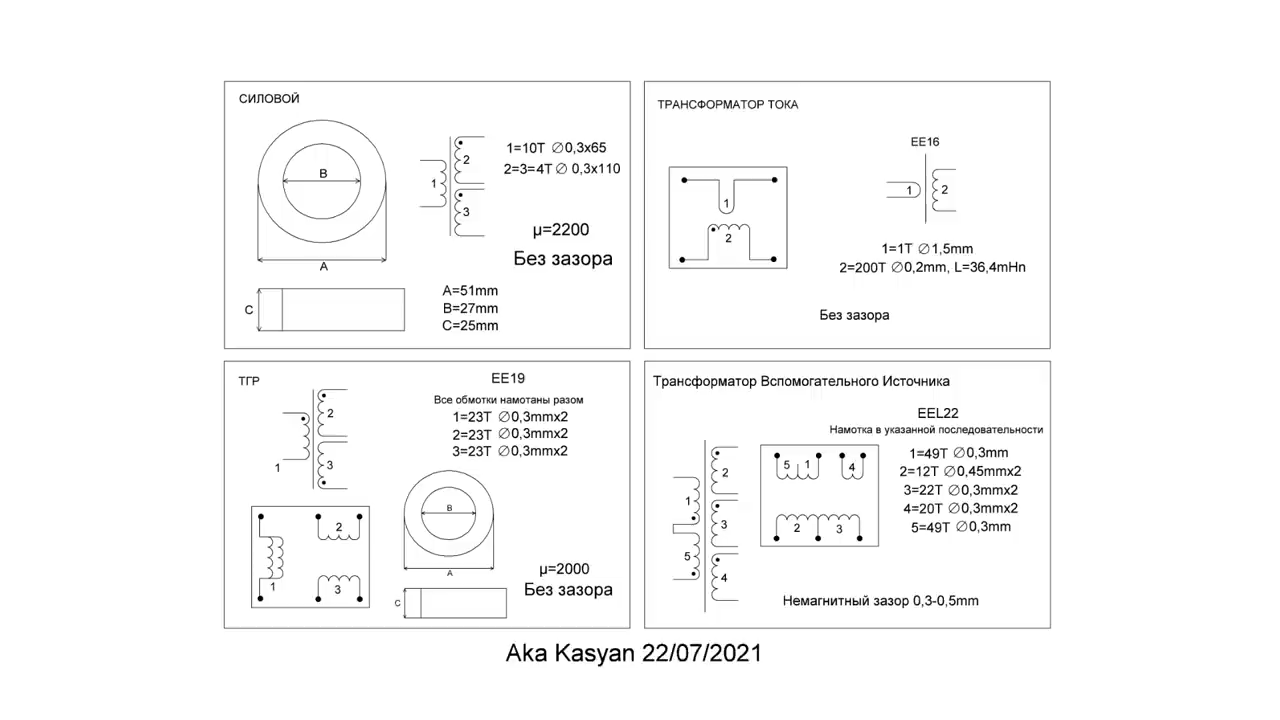 СИЛОВОЙ
B
A
C
1
2
3
1=10T ∅0,3x65
2=3=4T∅ 0,3x110
µ=2200
Без зазора
A=51mm
B=27mm
C=25mm
ТРАНСФОРМАТОР ТОКА
1
2
EE16
1
2
1=1T ∅1,5mm
2=200T ∅0,2mm, L=36,4mHn
Без зазора
ТГР
1
2
3
1
2
3
EE19
Все обмотки намотаны разом
1=23T ∅0,3mmx2
2=23T ∅0,3mmx2
3=23T ∅0,3mmx2
B
A
C
µ=2000
Без зазора
Трансформатор Вспомогательного Источника
1
5
2
3
4
5 1 4
2 3
EEL22
Намотка в указанной последовательности
1=49T ∅0,3mm
2=12T ∅0,45mmx2
3=22T ∅0,3mmx2
4=20T ∅0,3mmx2
5=49T ∅0,3mm
Немагнитный зазор 0,3-0,5mm
Aka Kasyan 22/07/2021